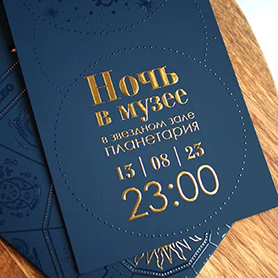 Ночь
в музее
в звездном зале
планетария
13 | 08 | 23
23:00